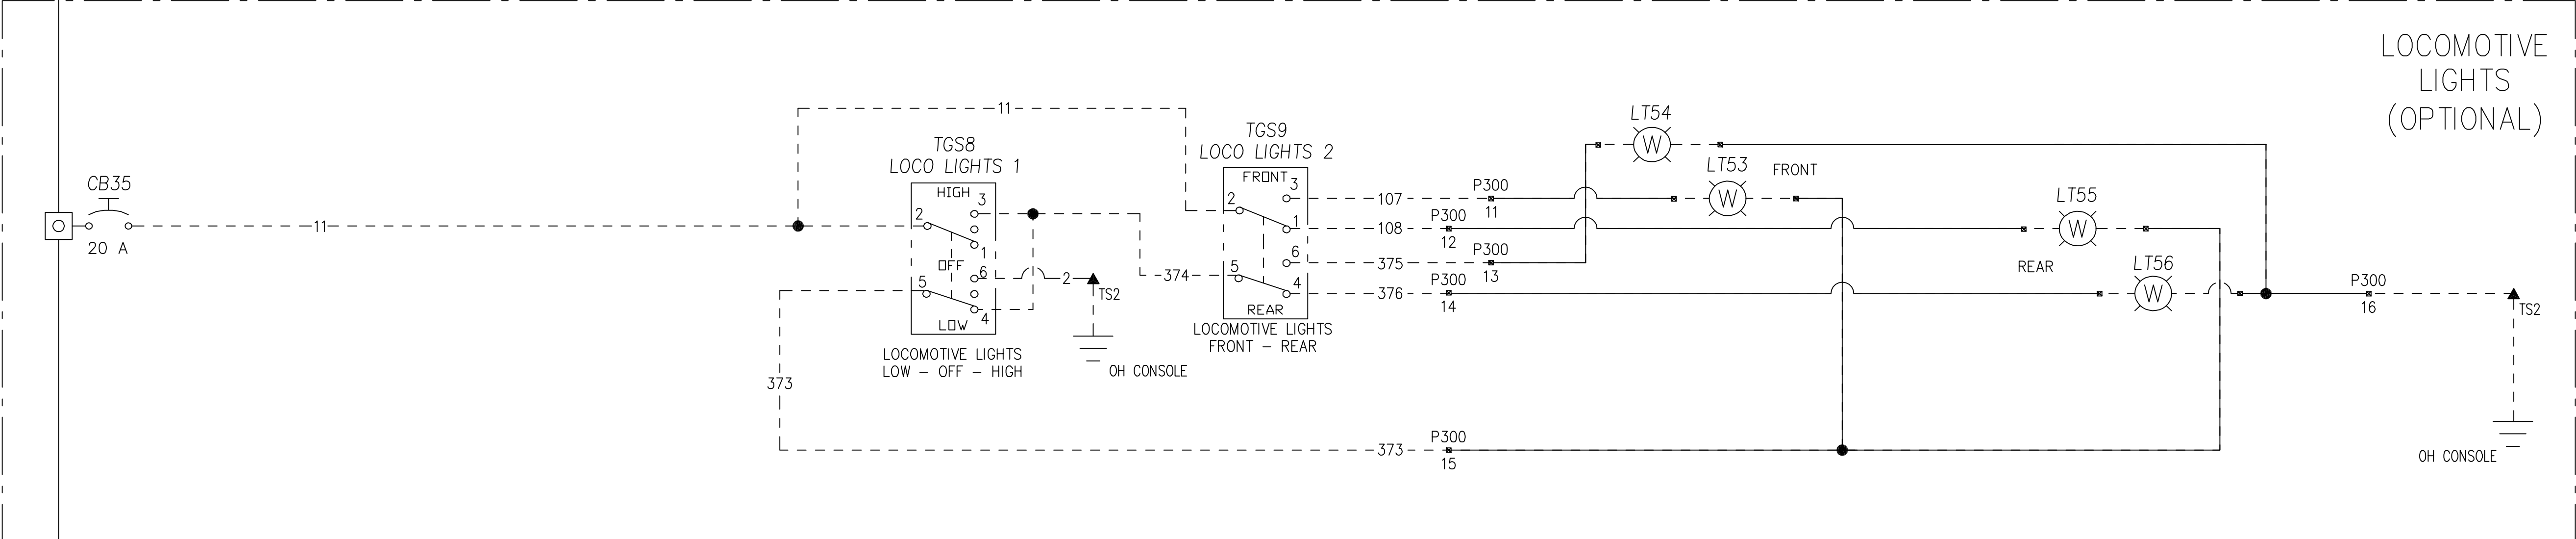 LOCOMOTIVE
LIGHTS
(OPTIONAL)
CB35
20 A
11
11
TGS8
LOCO LIGHTS 1
HIGH
3
2
1
OFF
6
5
4
LOW
LOCOMOTIVE LIGHTS
LOW - OFF - HIGH
2
TS2
OH CONSOLE
373
374
TGS9
LOCO LIGHTS 2
FRONT
3
2
1
6
5
4
REAR
LOCOMOTIVE LIGHTS
FRONT - REAR
107
108
375
376
373
P300
11
P300
12
P300
13
P300
14
P300
15
LT54
W
LT53
W
FRONT
LT55
W
REAR
LT56
W
P300
16
TS2
OH CONSOLE